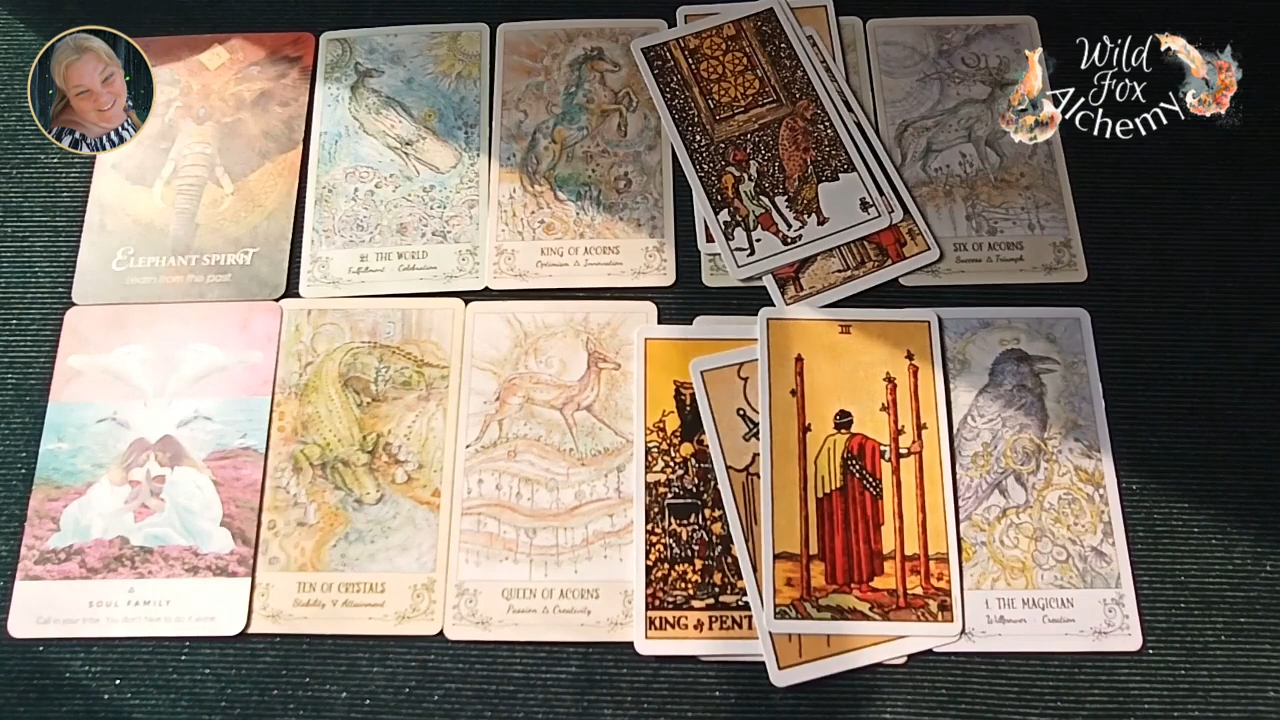 Wild
Fox
Alchemy
ELEPHANT SPIRIT
Learn from the past
21. THE WORLD
Fulfillment · Celebration
KING OF ACORNS
Optimism Δ Innovation
SIX OF ACORNS
Success Δ Triumph
SOUL FAMILY
Call in your tribe. You don't have to do it alone.
TEN OF CRYSTALS
Stability ∇ Attainment
QUEEN OF ACORNS
Passion Δ Creativity
KING of PENT
III
1. THE MAGICIAN
Willpower · Creation